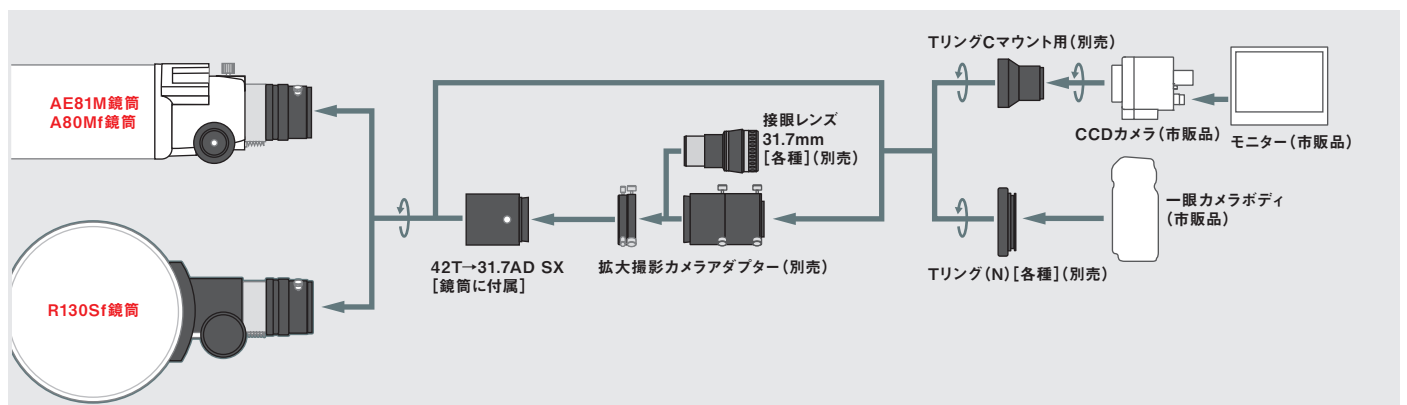 AE81M鏡筒
A80Mf鏡筒
R130Sf鏡筒
42T→31.7AD SX
[鏡筒に付属]
接眼レンズ
31.7mm
[各種](別売)
拡大撮影カメラアダプター(別売)
TリングCマウント用(別売)
CCDカメラ(市販品)
モニター(市販品)
一眼カメラボディ
(市販品)
Tリング(N)[各種](別売)